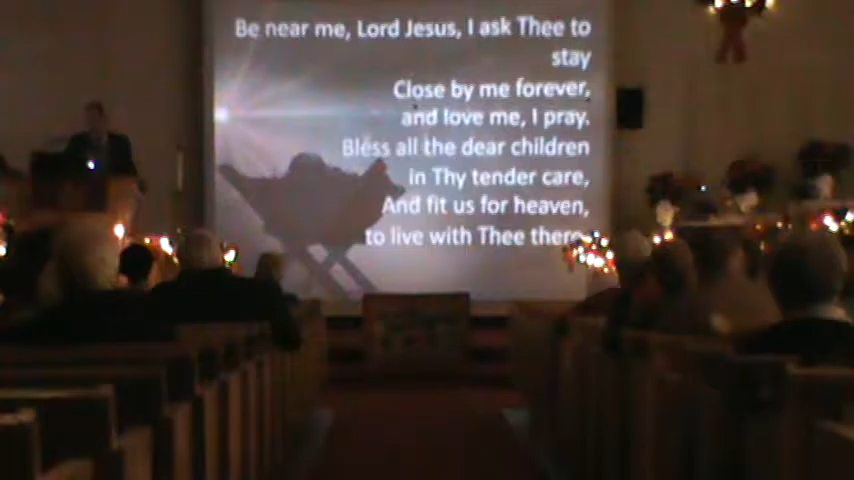 Be near me, Lord Jesus, I ask Thee to
stay
Close by me forever,
and love me, I pray.
Bless all the dear children
in Thy tender care,
And fit us for heaven,
to live with Thee there.